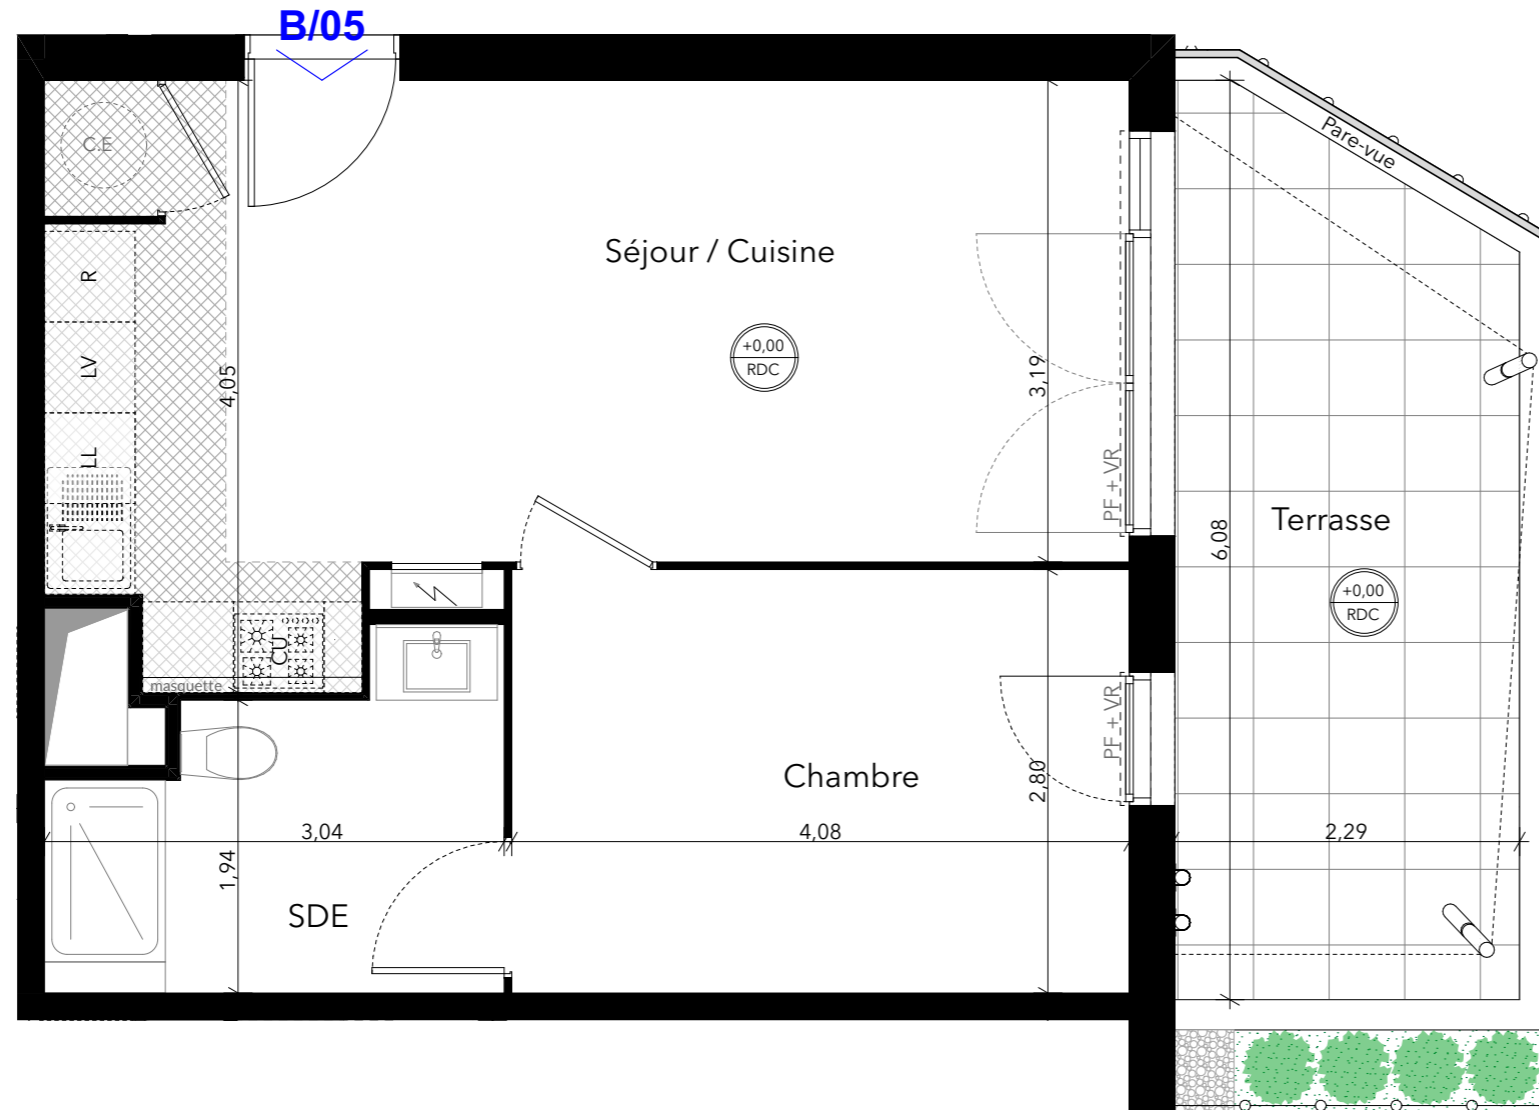 B/05
C.E
Pare-vue
Séjour / Cuisine
R
+0,00
RDC
LV
4,05
3,19
LL
PF + VR
Terrasse
6,08
+0,00
RDC
CU
masquette
PF + VR
Chambre
2,80
3,04
4,08
2,29
1,94
SDE